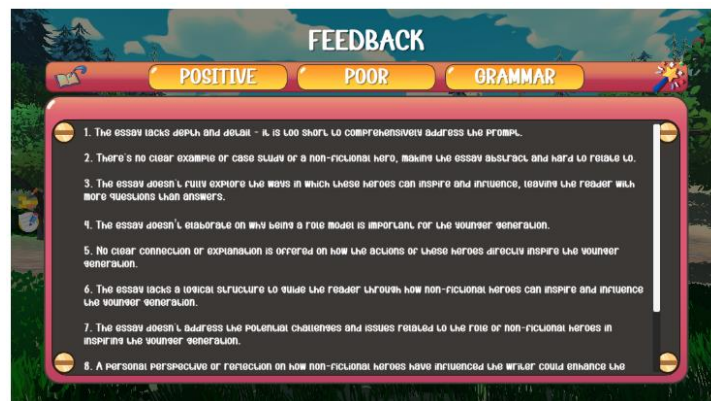 FEEDBACK
POSITIVE POOR GRAMMAR
1. The essay lacks depth and detail - it is too short to comprehensively address the prompt.
2. There's no clear example or case study of a non-fictional hero, making the essay abstract and hard to relate to.
3. The essay doesn't fully explore the ways in which these heroes can inspire and influence, leaving the reader with
more questions than answers.
4. The essay doesn't elaborate on why being a role model is important for the younger generation.
5. No clear connection or explanation is offered on how the actions of these heroes directly inspire the younger
generation.
6. The essay lacks a logical structure to guide the reader through how non-fictional heroes can inspire and influence
the younger generation.
7. The essay doesn't address the potential challenges and issues related to the role of non-fictional heroes in
inspiring the younger generation.
8. A personal perspective or reflection on how non-fictional heroes have influenced the writer could enhance the